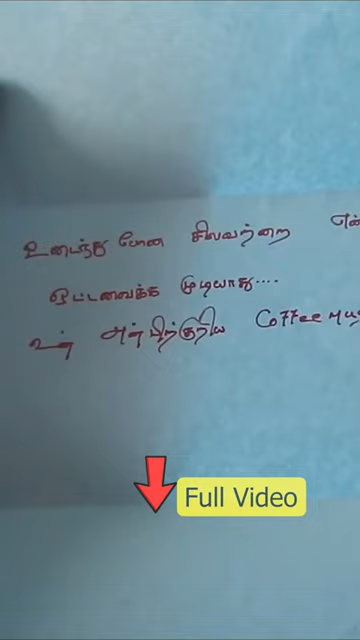 உடைந்து போன சிலவற்றை
ஒட்டவைக்க முடியாது....
உன் அன்பிற்குரிய Coffee
Full Video